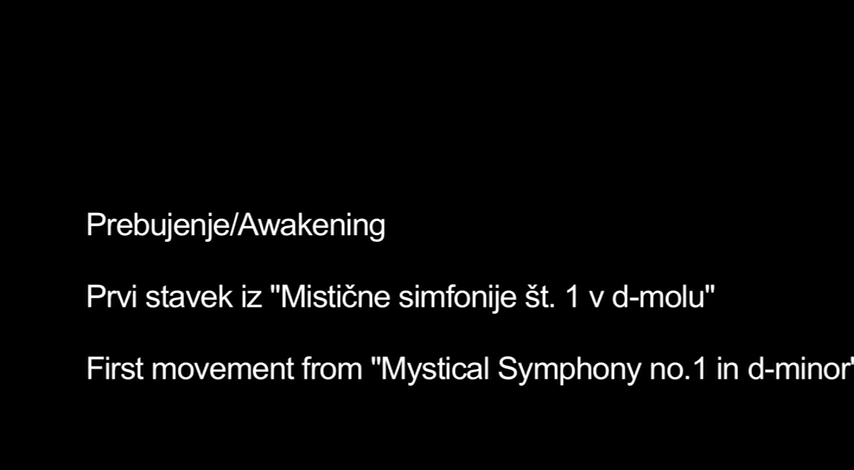 Prebujenje/Awakening
Prvi stavek iz "Mistične simfonije št. 1 v d-molu"
First movement from "Mystical Symphony no.1 in d-minor"